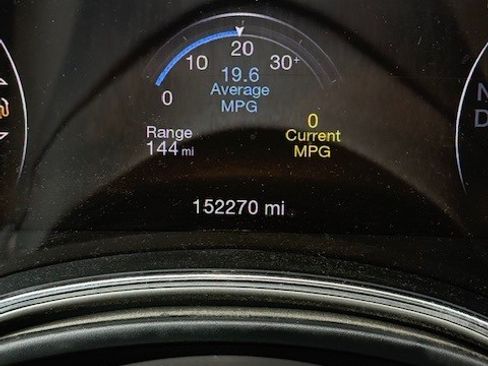 20
10 30+
19.6
Average
MPG
0
0
Range
Current
144 mi
MPG
152270 mi
N
D